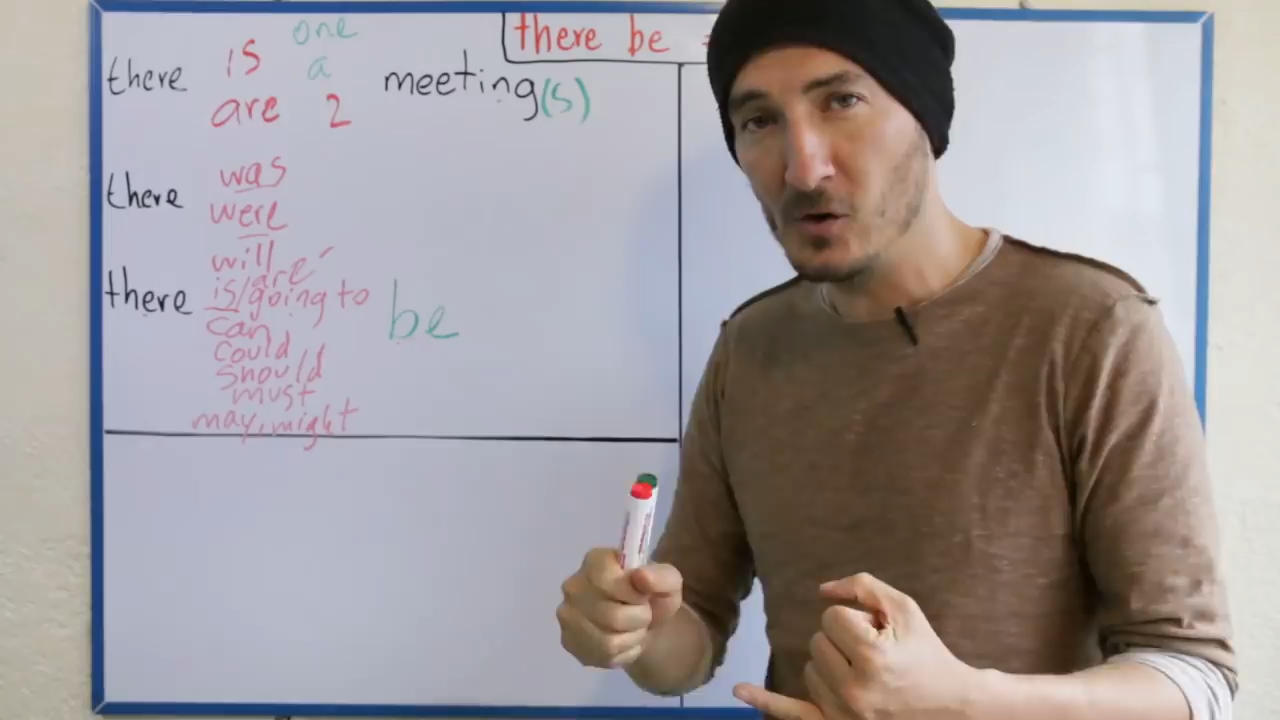 there be
one
there is a meeting(s)
are 2
was
there
were
will
are
there is/going to be
can
could
should
must
may, might